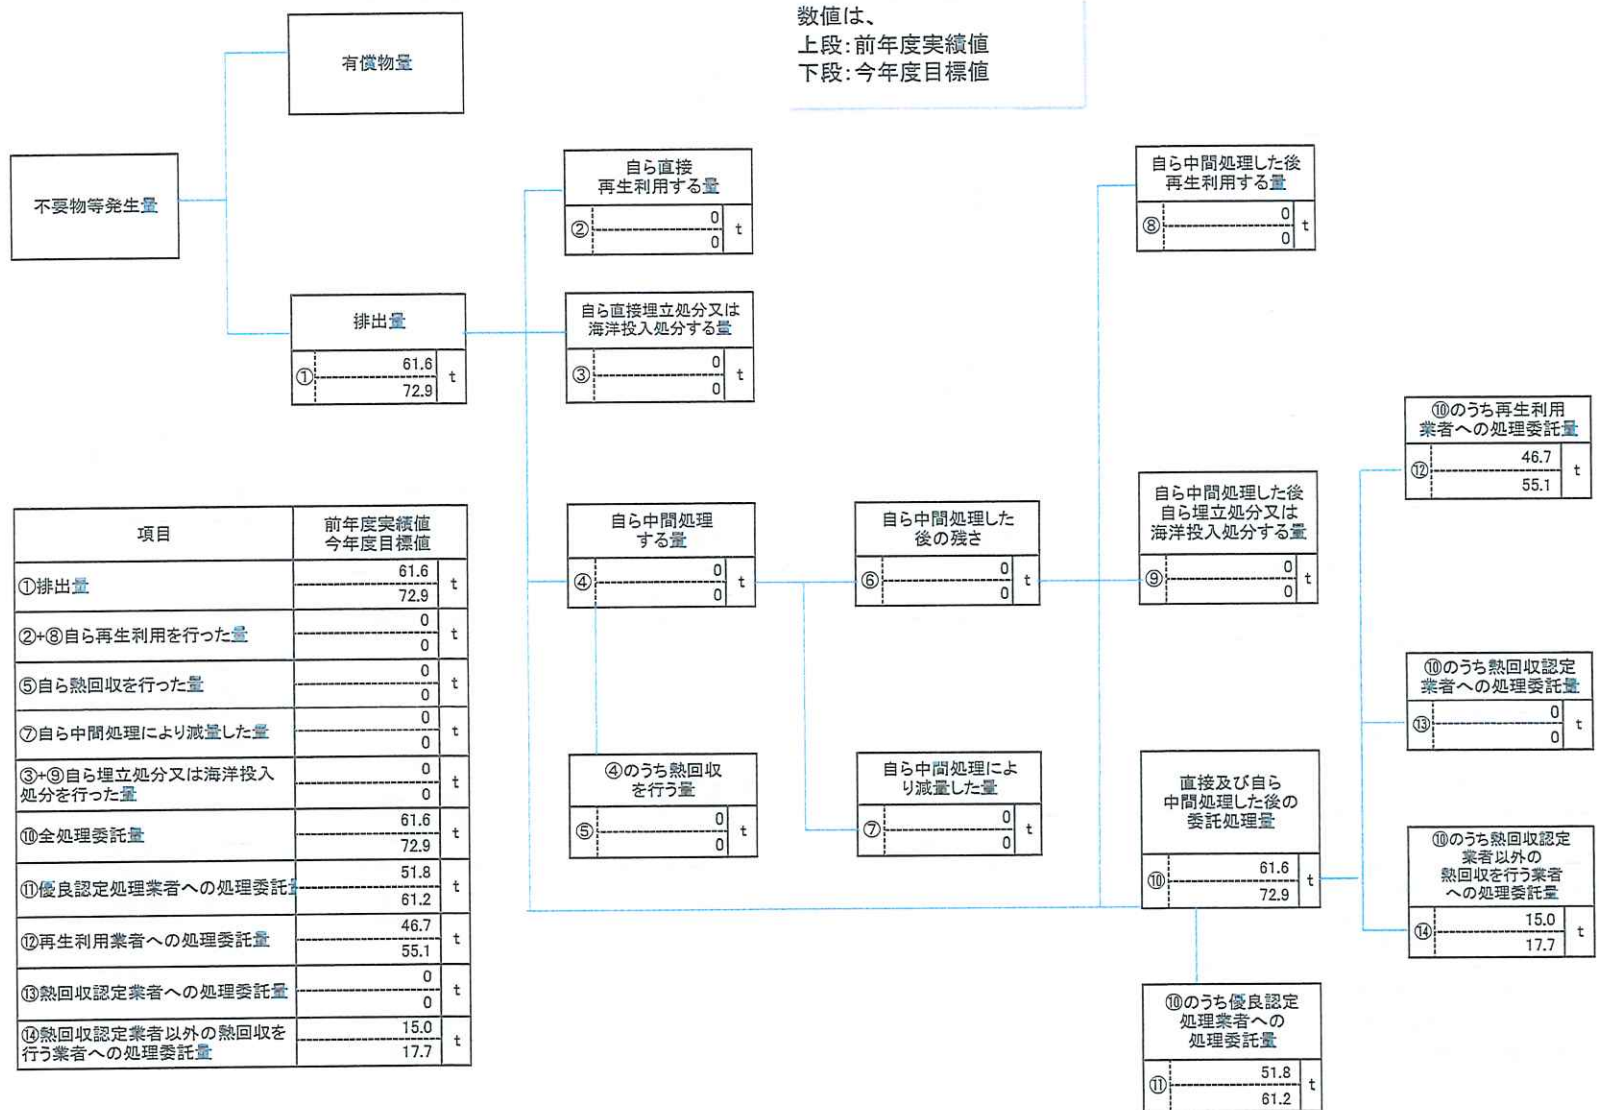 数値は、
上段:前年度実績値
下段:今年度目標値
有償物量
不要物等発生量
排出量
①
61.6
72.9
t
自ら直接
再生利用する量
②
0
0
t
自ら直接埋立処分又は
海洋投入処分する量
③
0
0
t
自ら中間処理
する量
④
0
0
t
④のうち熱回収
を行う量
⑤
0
0
t
自ら中間処理した
後の残さ
⑥
0
0
t
自ら中間処理によ
り減量した量
⑦
0
0
t
自ら中間処理した後
再生利用する量
⑧
0
0
t
自ら中間処理した後
自ら埋立処分又は
海洋投入処分する量
⑨
0
0
t
直接及び自ら
中間処理した後の
委託処理量
⑩
61.6
72.9
t
⑩のうち優良認定
処理業者への
処理委託量
⑪
51.8
61.2
t
⑩のうち再生利用
業者への処理委託量
⑫
46.7
55.1
t
⑩のうち熱回収認定
業者への処理委託量
⑬
0
0
t
⑩のうち熱回収認定
業者以外の
熱回収を行う業者
への処理委託量
⑭
15.0
17.7
t
項目
前年度実績値
今年度目標値
①排出量
61.6
72.9
t
②+⑧自ら再生利用を行った量
0
0
t
⑤自ら熱回収を行った量
0
0
t
⑦自ら中間処理により減量した量
0
0
t
③+⑨自ら埋立処分又は海洋投入
処分を行った量
0
0
t
⑩全処理委託量
61.6
72.9
t
⑪優良認定処理業者への処理委託量
51.8
61.2
t
⑫再生利用業者への処理委託量
46.7
55.1
t
⑬熱回収認定業者への処理委託量
0
0
t
⑭熱回収認定業者以外の熱回収を
行う業者への処理委託量
15.0
17.7
t